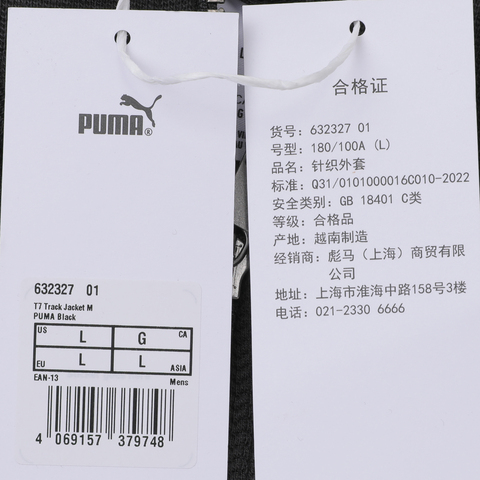 PUMA®
632327 01
T7 Track Jacket M
PUMA Black
US L G CA
EU L L ASIA
EAN-13 Mens
4 069157 379748
合格证
货号：632327 01
号型：180/100A（L）
品名：针织外套
标准：Q31/0101000016C010-2022
安全类别：GB 18401 C类
等级：合格品
产地：越南制造
经销商：彪马（上海）商贸有限
公司
地址：上海市淮海中路158号3楼
电话：021-2330 6666